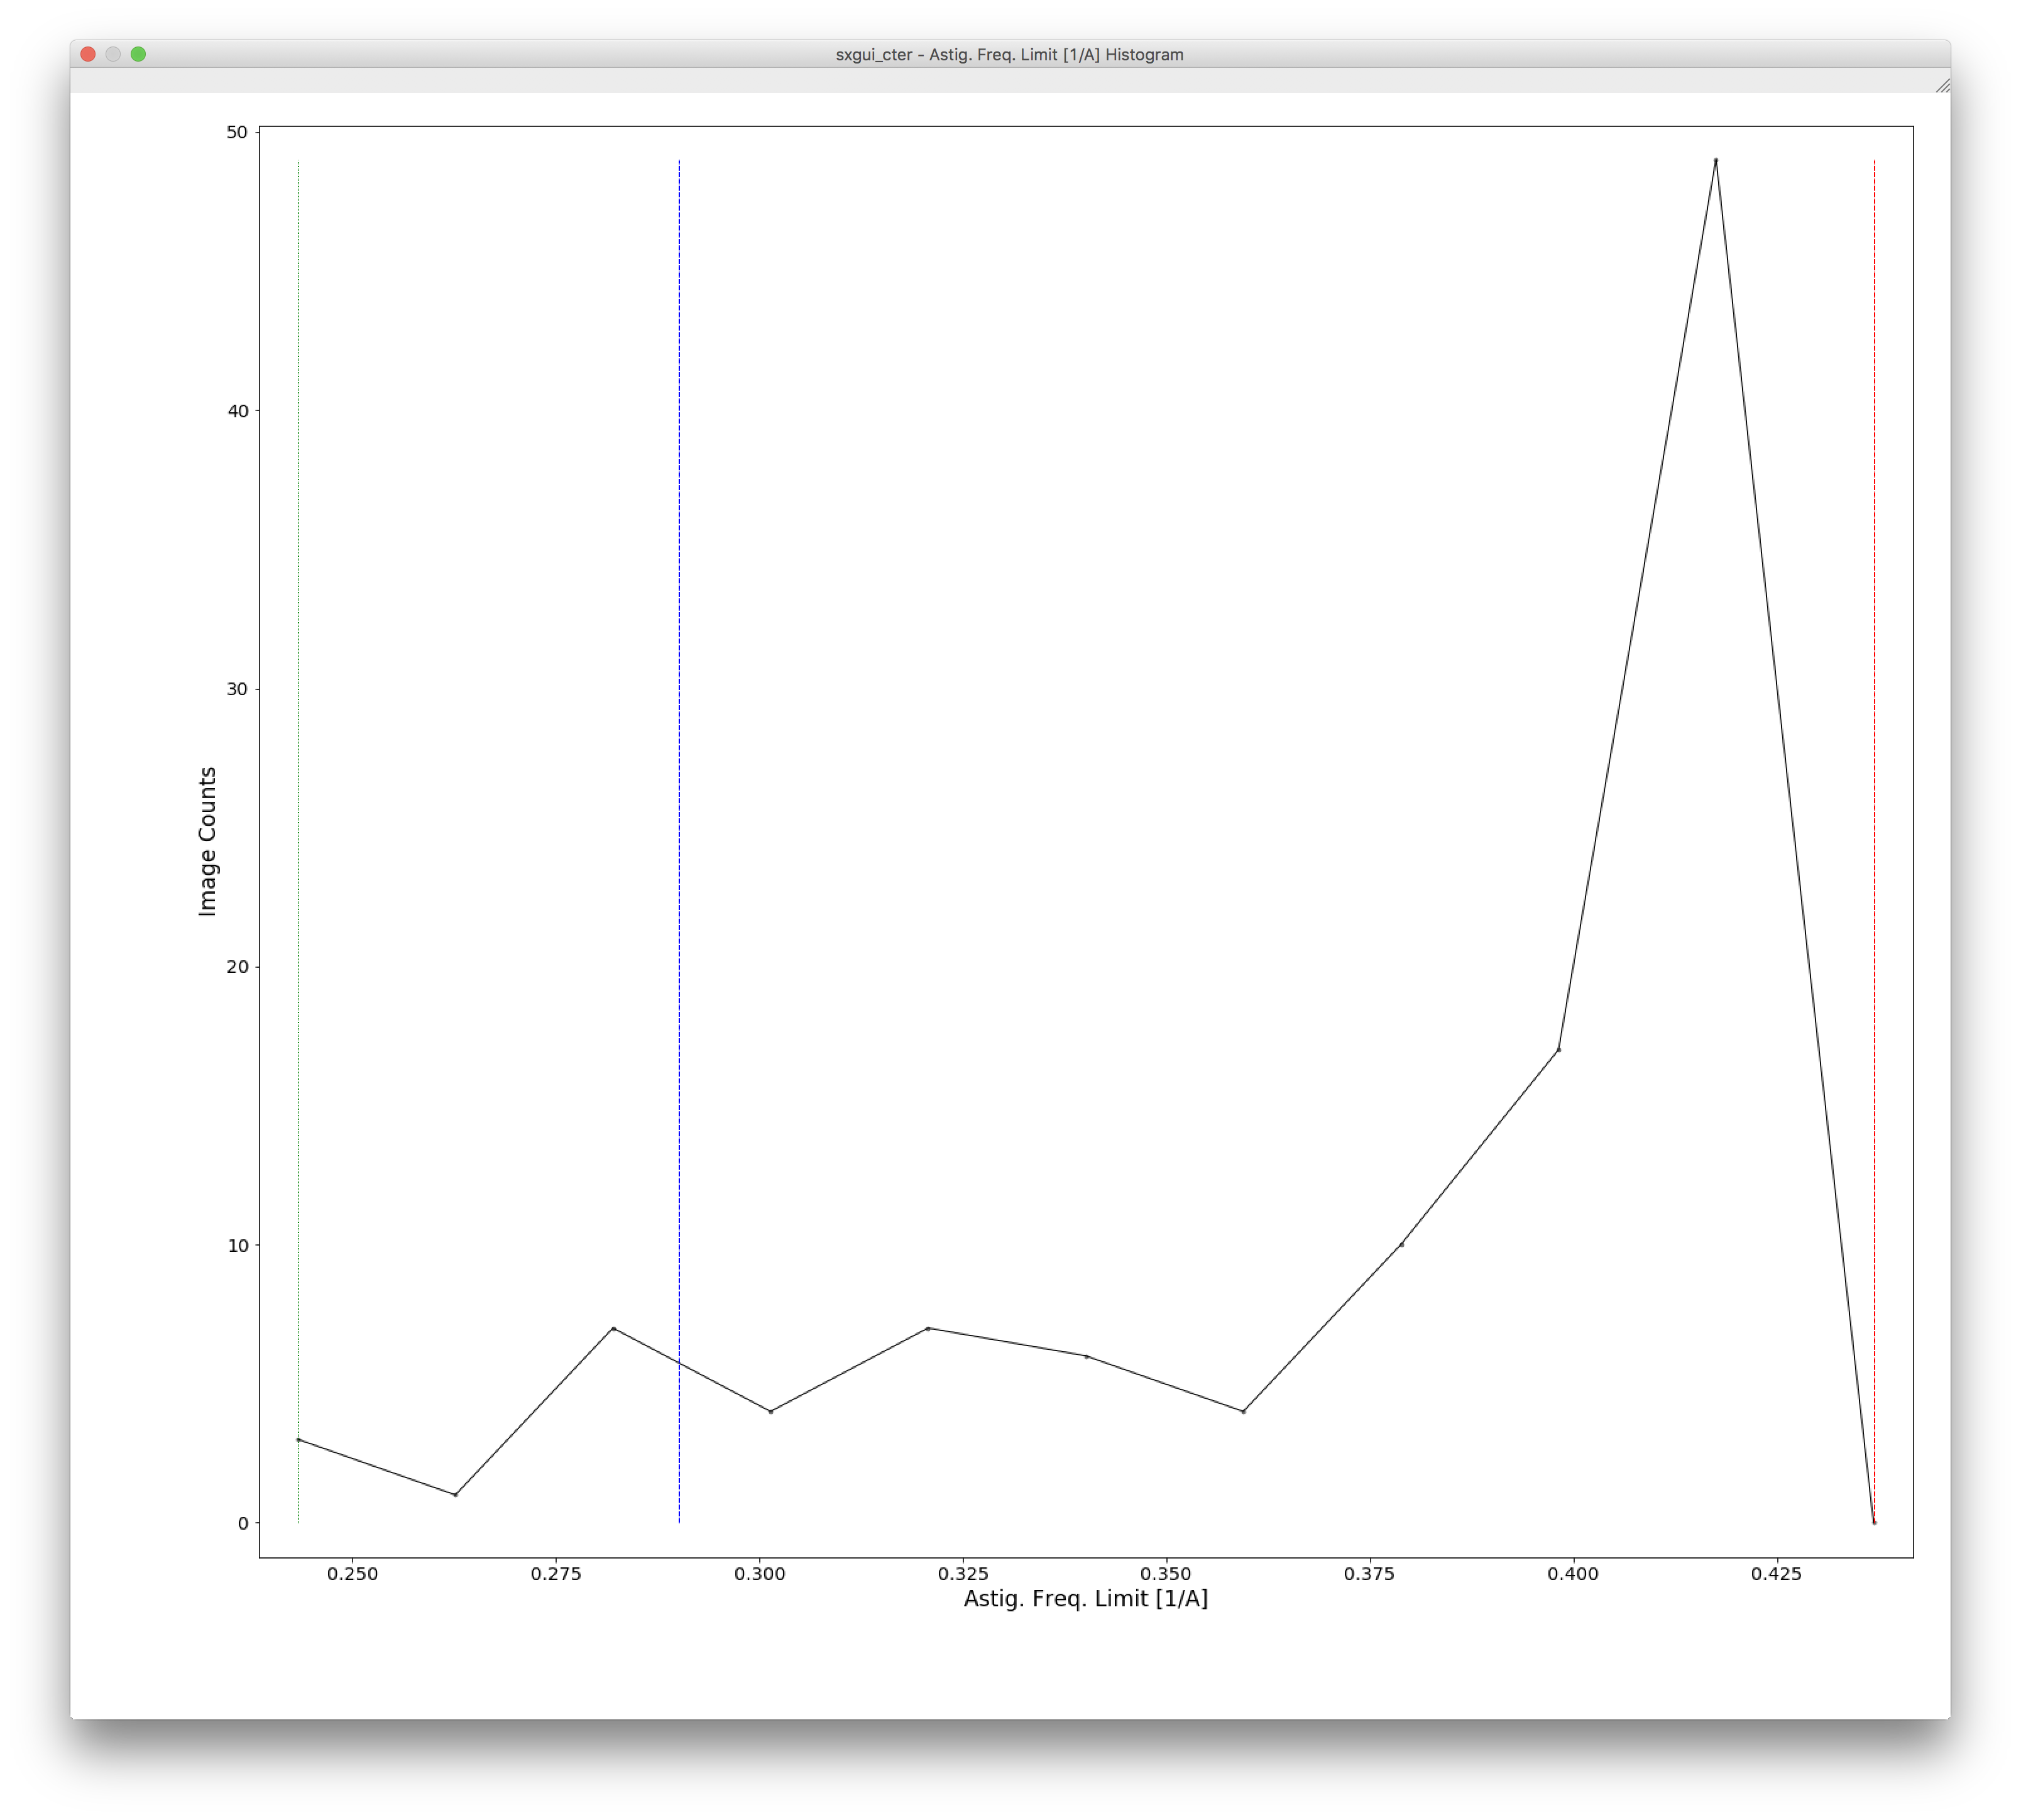 sxgui_cter - Astig. Freq. Limit [1/A] Histogram
50
40
30
20
10
0
Image Counts
0.250 0.275 0.300 0.325 0.350 0.375 0.400 0.425
Astig. Freq. Limit [1/A]